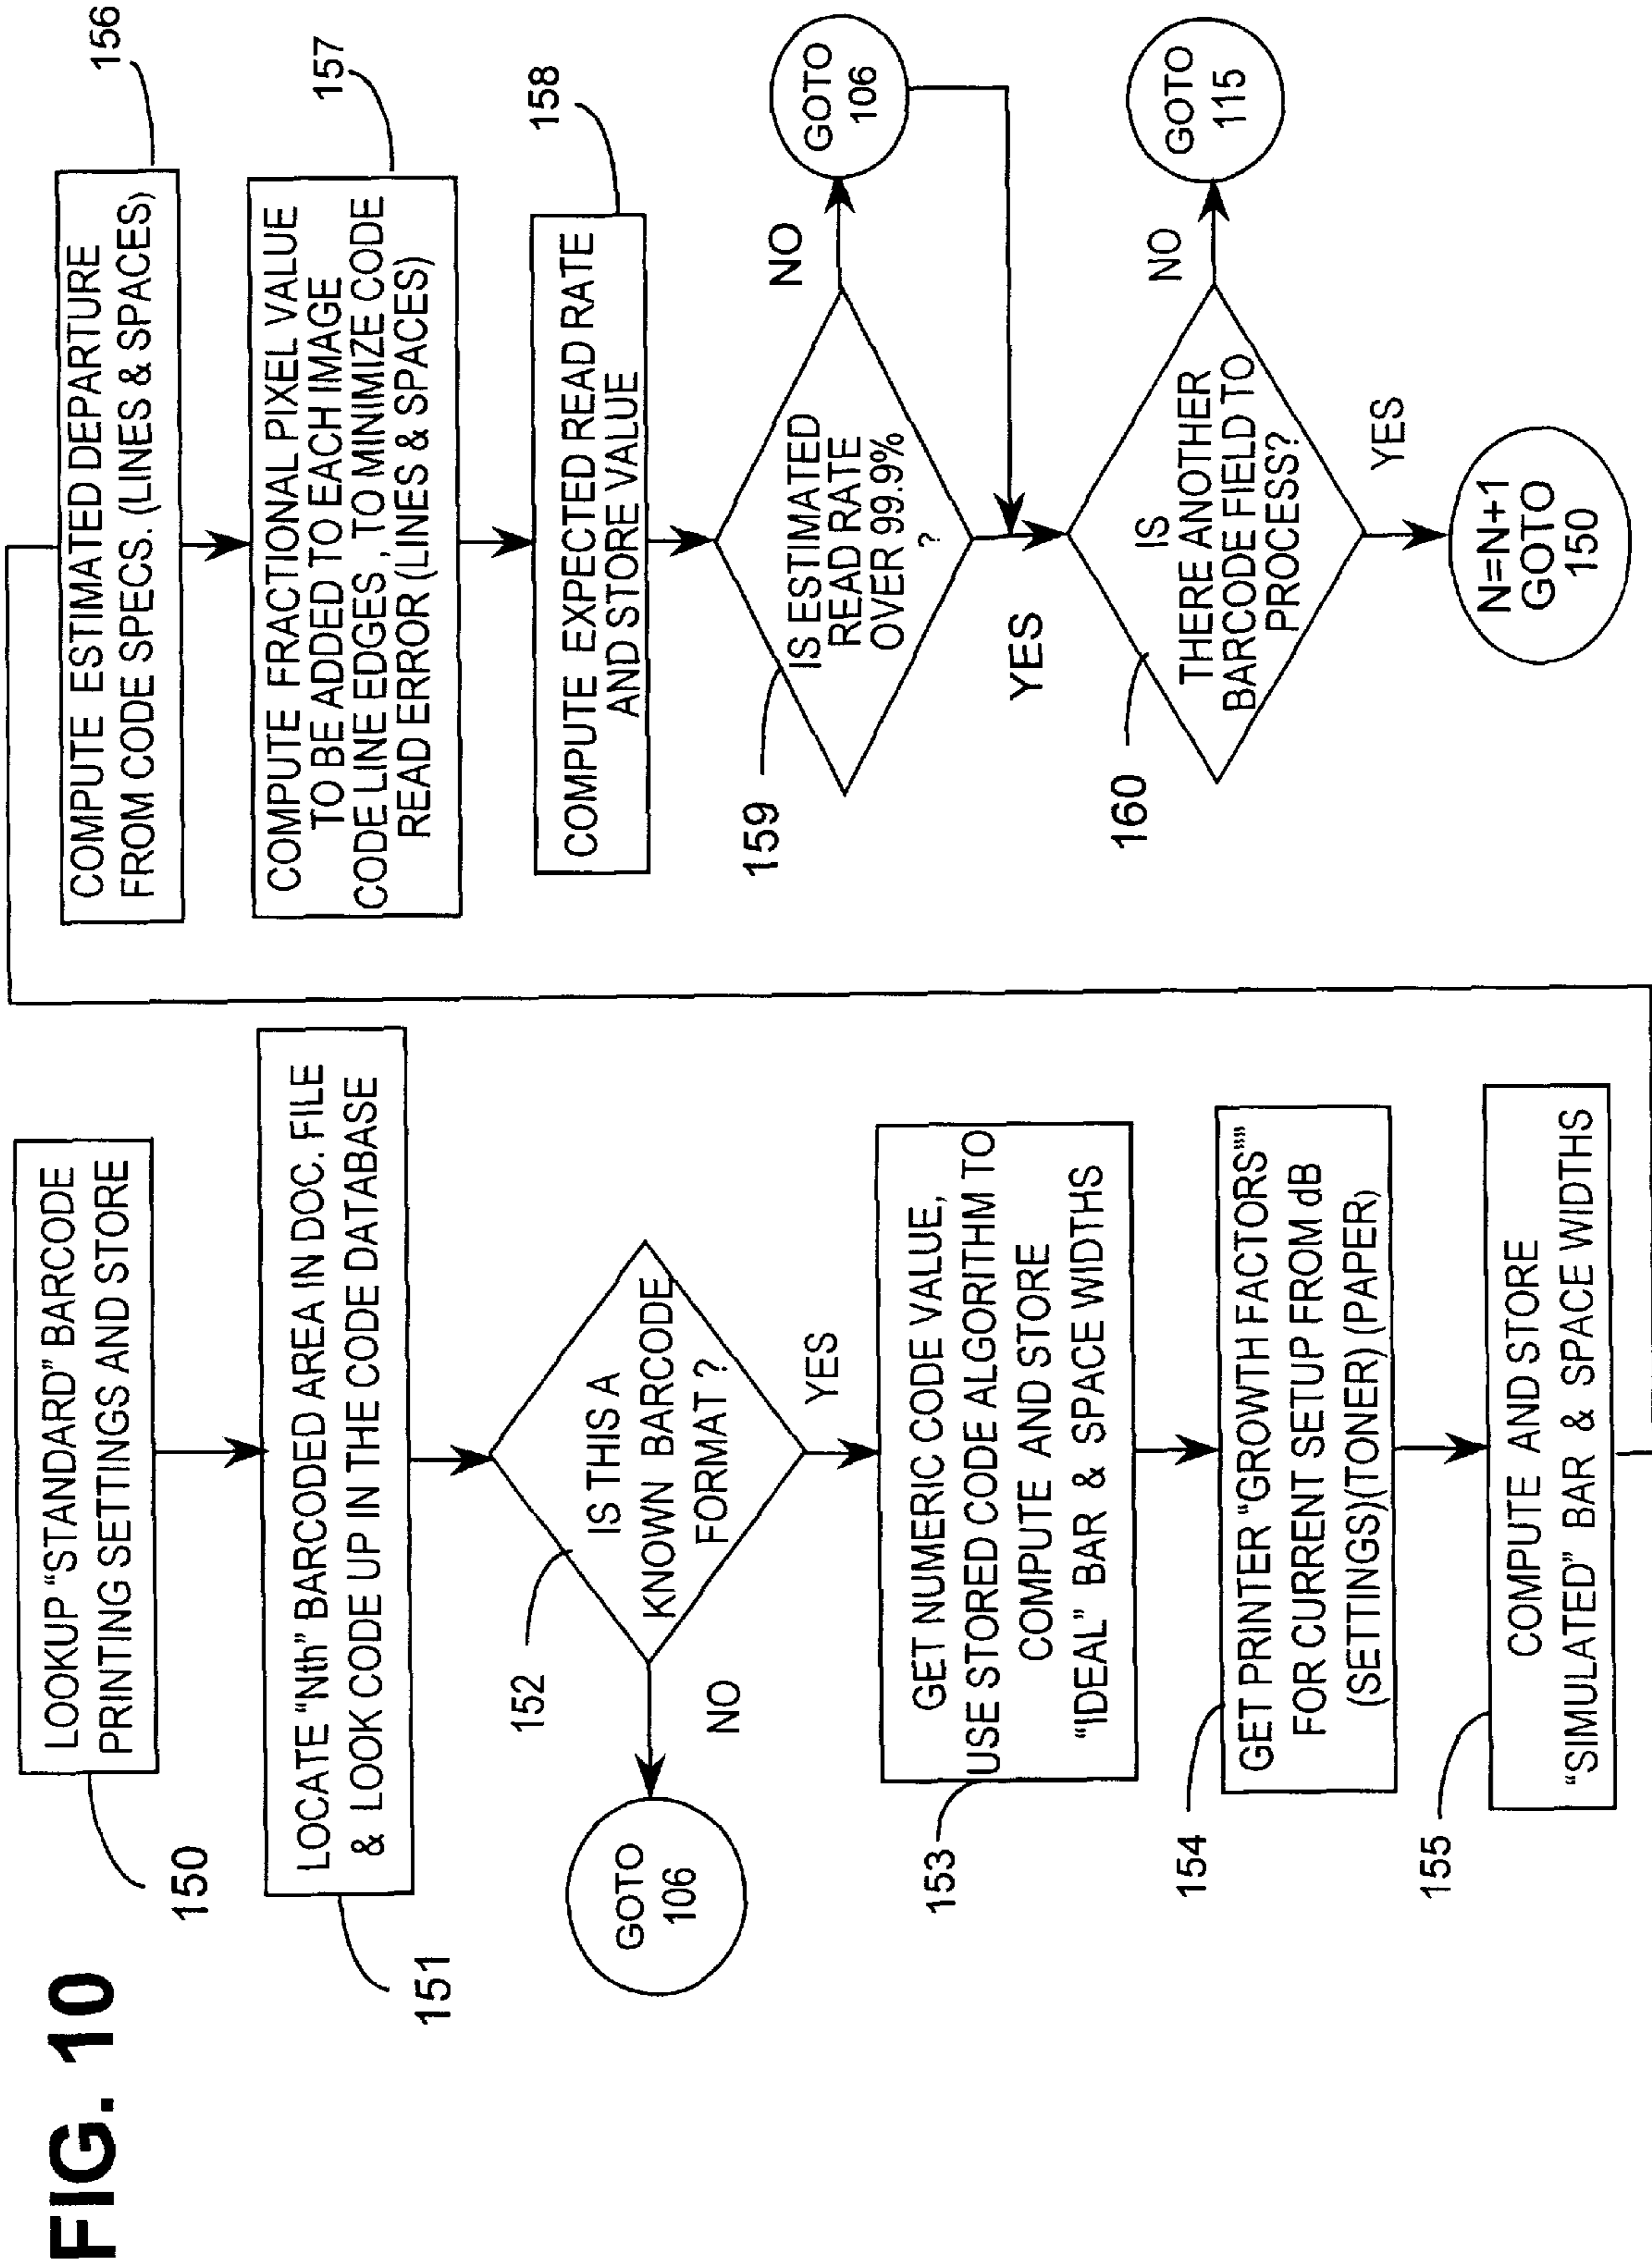 FIG. 10
LOOKUP “STANDARD” BARCODE
PRINTING SETTINGS AND STORE
150
LOCATE “Nth” BARCODED AREA IN DOC. FILE
& LOOK CODE UP IN THE CODE DATABASE
151
IS THIS A
KNOWN BARCODE
FORMAT ?
152
NO
GOTO
106
YES
GET NUMERIC CODE VALUE,
USE STORED CODE ALGORITHM TO
COMPUTE AND STORE
“IDEAL” BAR & SPACE WIDTHS
153
GET PRINTER “GROWTH FACTORS””
FOR CURRENT SETUP FROM dB
(SETTINGS)(TONER) (PAPER)
154
COMPUTE AND STORE
“SIMULATED” BAR & SPACE WIDTHS
155
COMPUTE ESTIMATED DEPARTURE
FROM CODE SPECS. (LINES & SPACES)
156
COMPUTE FRACTIONAL PIXEL VALUE
TO BE ADDED TO EACH IMAGE
CODE LINE EDGES, TO MINIMIZE CODE
READ ERROR (LINES & SPACES)
157
COMPUTE EXPECTED READ RATE
AND STORE VALUE
158
IS ESTIMATED
READ RATE
OVER 99.9%
?
159
NO
GOTO
106
YES
IS
THERE ANOTHER
BARCODE FIELD TO
PROCESS?
160
NO
GOTO
115
YES
N=N+1
GOTO
150